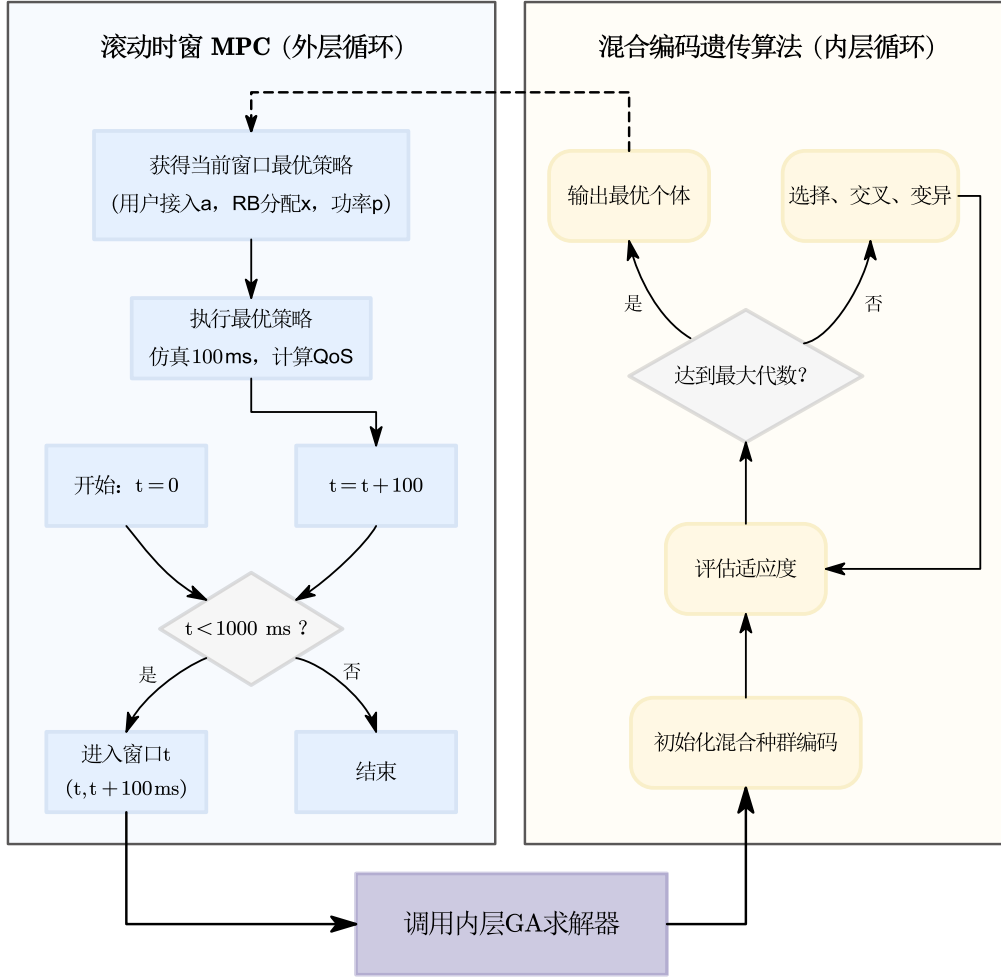 滚动时窗 MPC（外层循环）
获得当前窗口最优策略
(用户接入a，RB分配x，功率p)
执行最优策略
仿真100ms，计算QoS
开始：t=0
t=t+100
t<1000 ms ？
是
否
进入窗口t
(t,t+100ms)
结束
调用内层GA求解器
混合编码遗传算法（内层循环）
输出最优个体
选择、交叉、变异
是
否
达到最大代数？
评估适应度
初始化混合种群编码